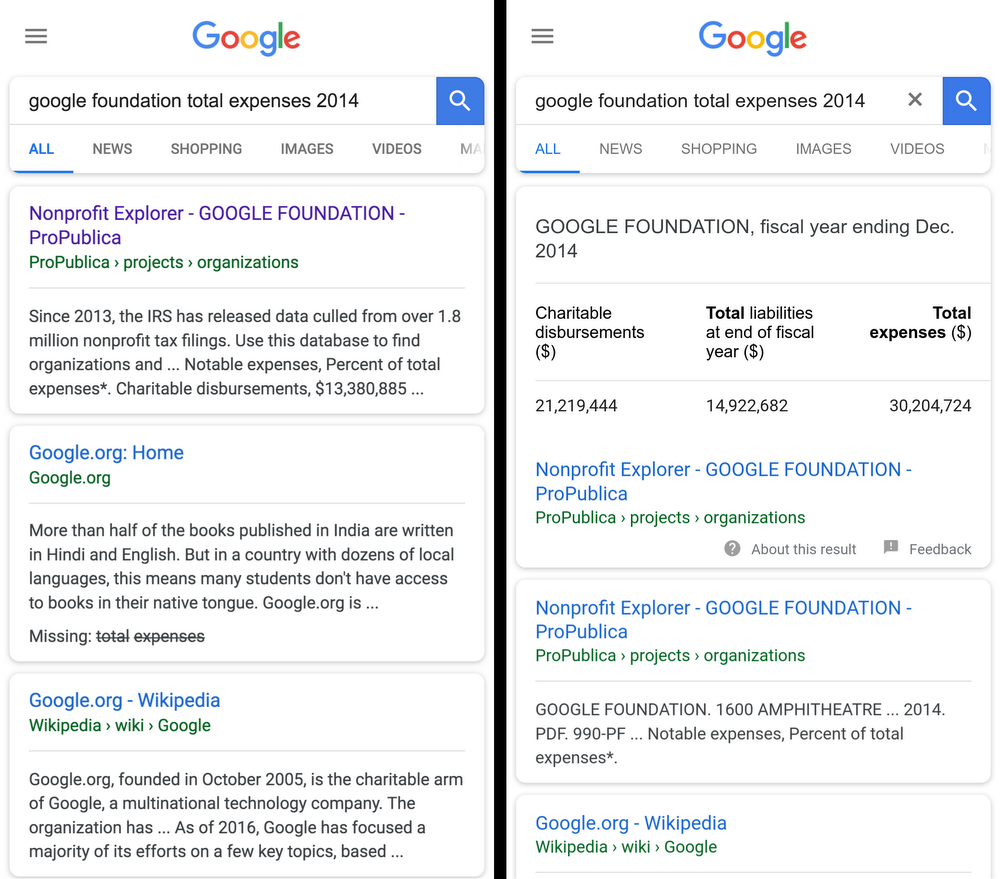 Google
google foundation total expenses 2014
ALL NEWS SHOPPING IMAGES VIDEOS
Nonprofit Explorer - GOOGLE FOUNDATION -
ProPublica
ProPublica › projects › organizations
Since 2013, the IRS has released data culled from over 1.8
million nonprofit tax filings. Use this database to find
organizations and ... Notable expenses, Percent of total
expenses*. Charitable disbursements, $13,380,885 ...
Google.org: Home
Google.org
More than half of the books published in India are written
in Hindi and English. But in a country with dozens of local
languages, this means many students don't have access
to books in their native tongue. Google.org is ...
Missing: total expenses
Google.org - Wikipedia
Wikipedia › wiki › Google
Google.org, founded in October 2005, is the charitable arm
of Google, a multinational technology company. The
organization has ... As of 2016, Google has focused a
majority of its efforts on a few key topics, based ...
Google
google foundation total expenses 2014
ALL NEWS SHOPPING IMAGES VIDEOS
GOOGLE FOUNDATION, fiscal year ending Dec.
2014
Charitable Total liabilities Total
disbursements at end of fiscal expenses ($)
($) year ($)
21,219,444 14,922,682 30,204,724
Nonprofit Explorer - GOOGLE FOUNDATION -
ProPublica
ProPublica › projects › organizations
About this result Feedback
Nonprofit Explorer - GOOGLE FOUNDATION -
ProPublica
ProPublica › projects › organizations
GOOGLE FOUNDATION. 1600 AMPHITHEATRE ... 2014.
PDF. 990-PF ... Notable expenses, Percent of total
expenses*.
Google.org - Wikipedia
Wikipedia › wiki › Google